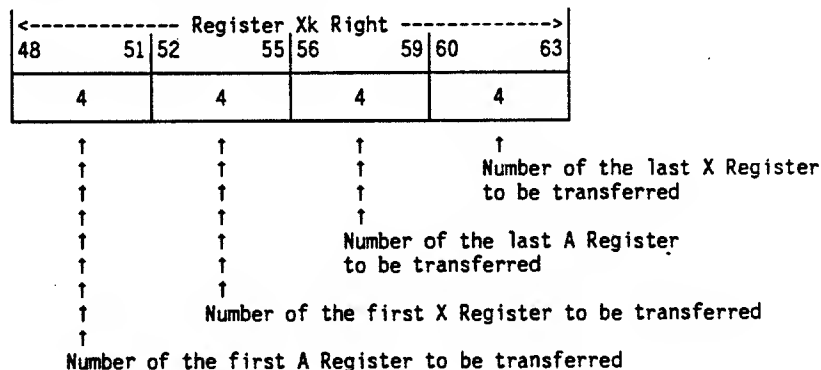 <-------------- Register Xk Right -------------->
48 51|52 55|56 59|60 63
4 4 4 4
↑ ↑ ↑ ↑
↑ ↑ ↑ Number of the last X Register
↑ ↑ ↑ to be transferred
↑ ↑ ↑
↑ ↑ Number of the last A Register
↑ ↑ to be transferred
↑ ↑
↑ Number of the first X Register to be transferred
↑
Number of the first A Register to be transferred